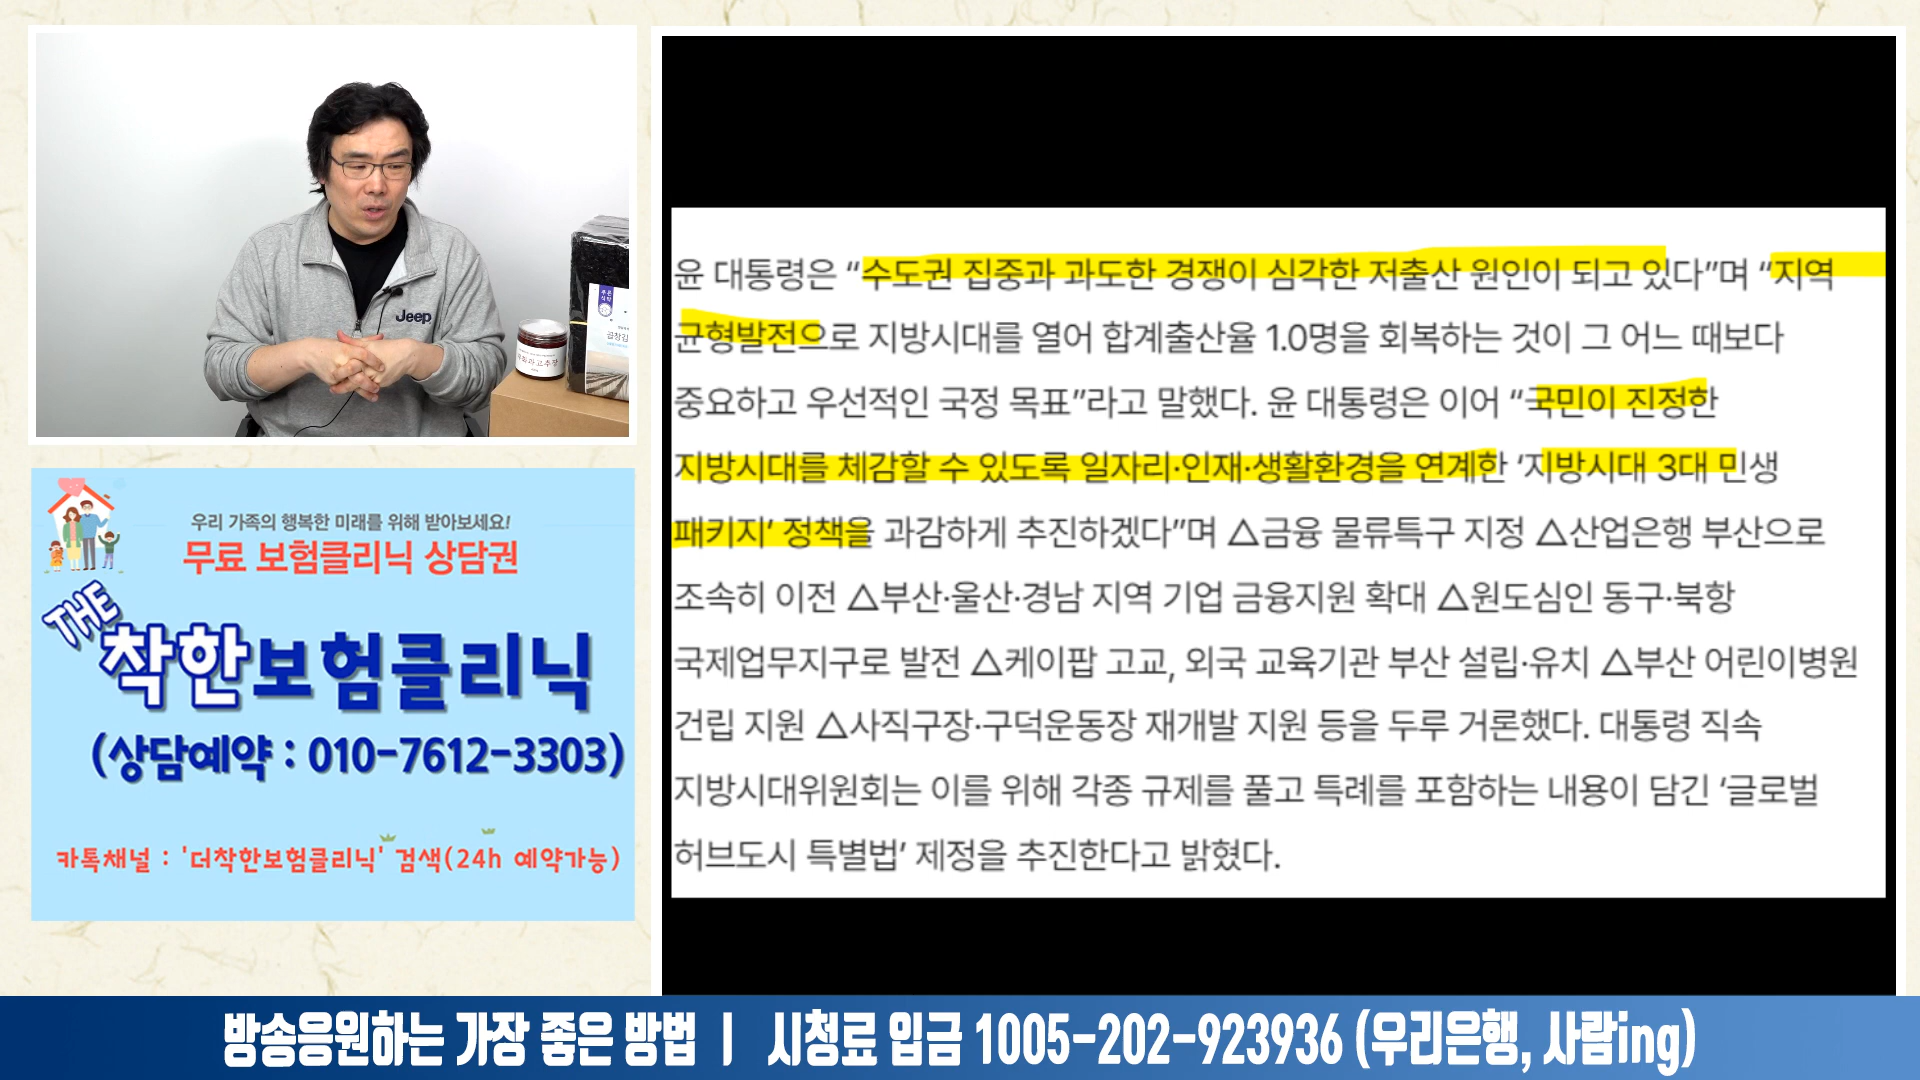 Jeep
윤 대통령은 “수도권 집중과 과도한 경쟁이 심각한 저출산 원인이 되고 있다”며 “지역
균형발전으로 지방시대를 열어 합계출산율 1.0명을 회복하는 것이 그 어느 때보다
중요하고 우선적인 국정 목표”라고 말했다. 윤 대통령은 이어 “국민이 진정한
지방시대를 체감할 수 있도록 일자리·인재·생활환경을 연계한 ‘지방시대 3대 민생
패키지’ 정책을 과감하게 추진하겠다”며 △금융 물류특구 지정 △산업은행 부산으로
조속히 이전 △부산·울산·경남 지역 기업 금융지원 확대 △원도심인 동구·북항
국제업무지구로 발전 △케이팝 고교, 외국 교육기관 부산 설립·유치 △부산 어린이병원
건립 지원 △사직구장·구덕운동장 재개발 지원 등을 두루 거론했다. 대통령 직속
지방시대위원회는 이를 위해 각종 규제를 풀고 특례를 포함하는 내용이 담긴 ‘글로벌
허브도시 특별법’ 제정을 추진한다고 밝혔다.
우리 가족의 행복한 미래를 위해 받아보세요!
무료 보험클리닉 상담권
THE
착한보험클리닉
(상담예약 : 010-7612-3303)
카톡채널 : '더착한보험클리닉' 검색(24h 예약가능)
방송응원하는 가장 좋은 방법 ㅣ 시청료 입금 1005-202-923936 (우리은행, 사람ing)